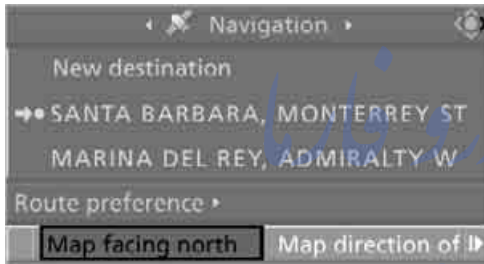 Navigation
New destination
SANTA BARBARA, MONTERREY ST
MARINA DEL REY, ADMIRALTY W
Route preference
Map facing north Map direction of